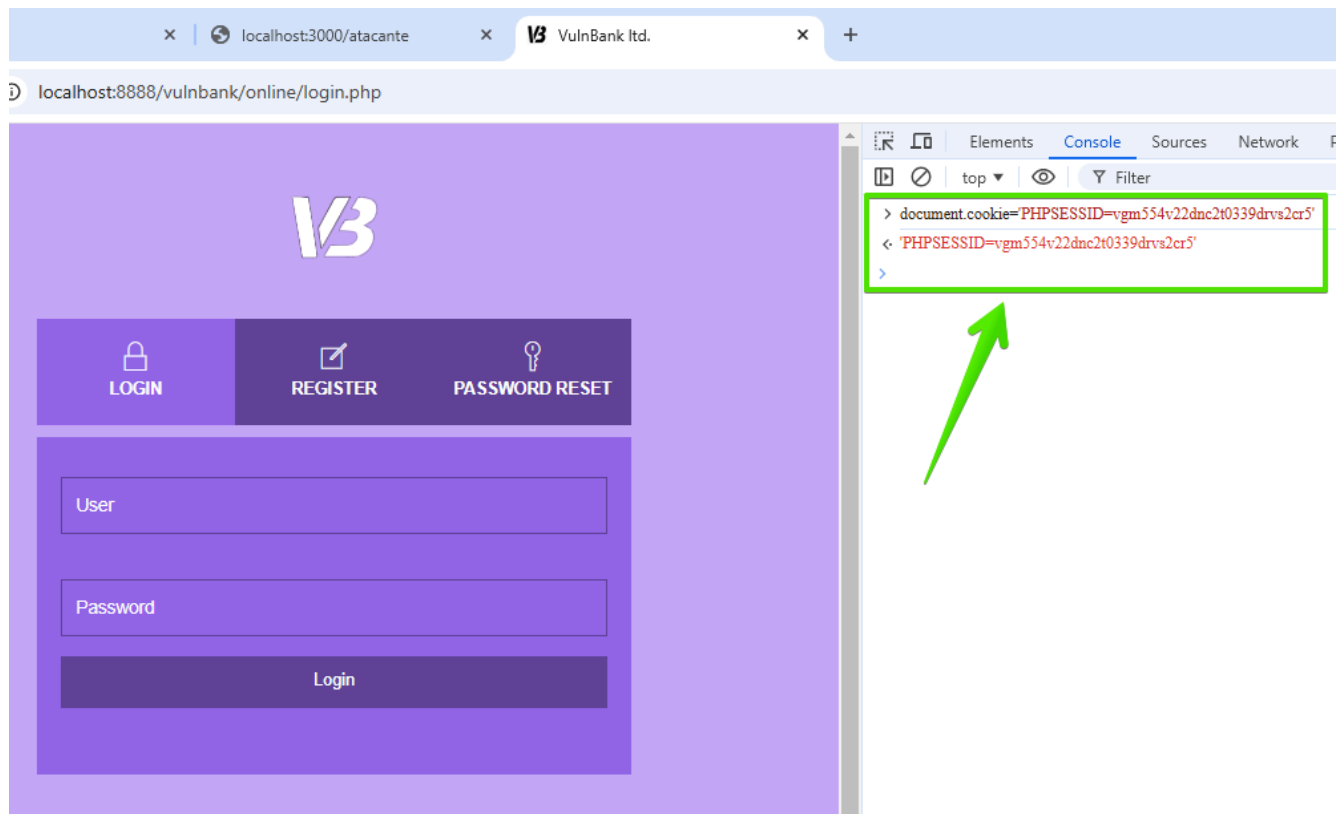 localhost:3000/atacante
VulnBank ltd.
localhost:8888/vulnbank/online/login.php
Elements Console Sources Network
top Filter
> document.cookie='PHPSESSID=vgm554v22dnc2t0339drvs2cr5'
'PHPSESSID=vgm554v22dnc2t0339drvs2cr5'
>
VB
LOGIN REGISTER PASSWORD RESET
User
Password
Login